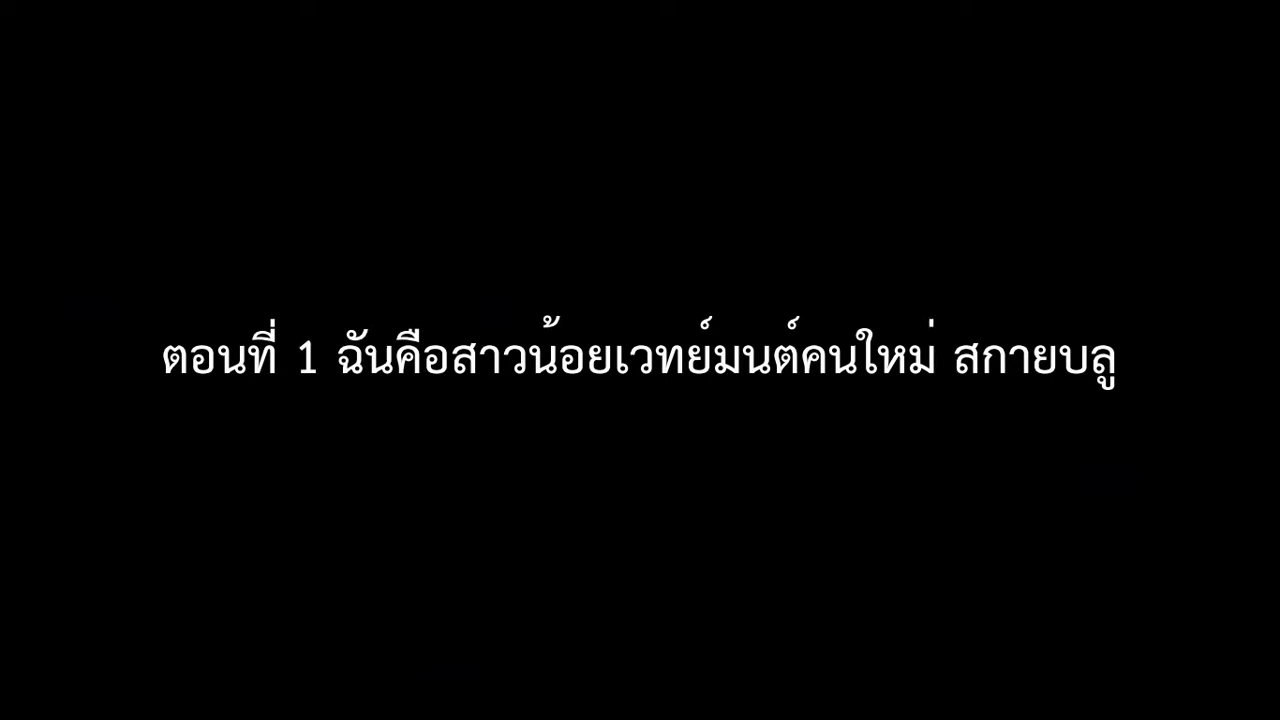 ตอนที่ 1 ฉันคือสาวน้อยเวทย์มนต์คนใหม่ สกายบลู